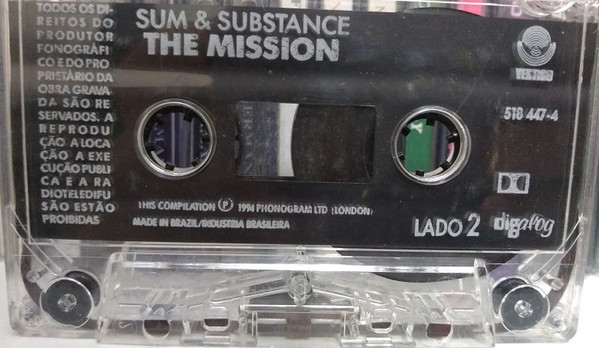 TODOS OS DI-
REITOS DO
PRODUTOR
FONOGRÁFI
CO E DO PRO
PRIETÁRIO DA
OBRA GRAVA-
DA SÃO RE
SERVADOS. A
REPRODU
ÇÃO A LOCA
ÇÃO A EXE
CUÇÃO PUBLI
CA E A RA
DIOTELEDIFU
SÃO ESTÃO
PROIBIDAS
SUM & SUBSTANCE
THE MISSION
VERTIGO
518 447-4
THIS COMPILATION ℗ 1994 PHONOGRAM LTD (LONDON)
MADE IN BRAZIL/INDUSTRIA BRASILEIRA
LADO 2
digalog